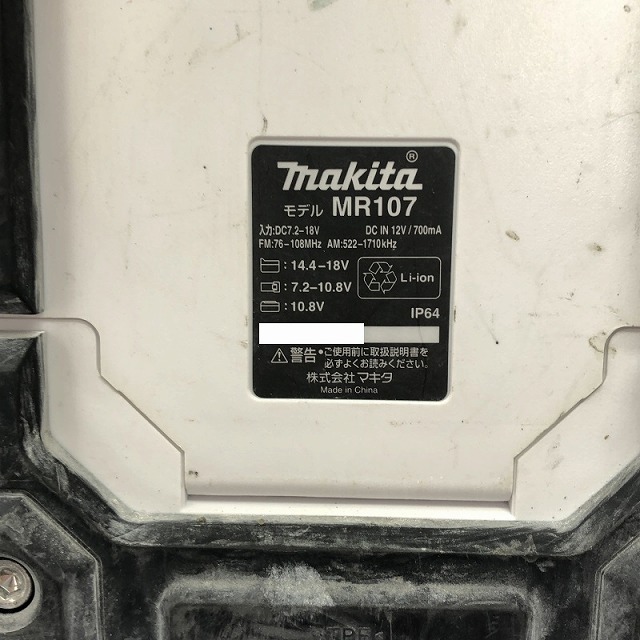 makita®
モデル MR107
入力:DC7.2-18V DC IN 12V/700mA
FM:76-108MHz AM:522-1710kHz
:14.4-18V
:7.2-10.8V
:10.8V
Li-ion
IP64
警告 ●ご使用前に取扱説明書を
必ずよくお読みください。
株式会社マキタ
Made in China